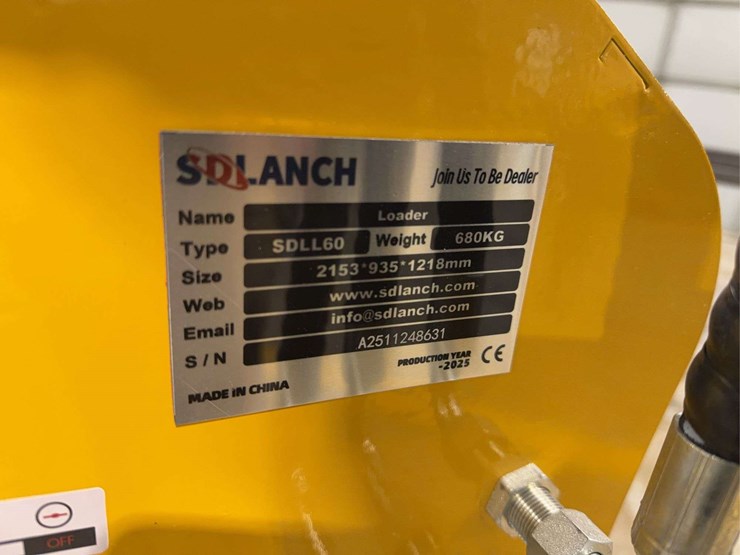 SDLANCH Join Us To Be Dealer
Name Loader
Type SDLL60 Weight 680KG
Size 2153*935*1218mm
Web www.sdlanch.com
Email info@sdlanch.com
S / N A2511248631
MADE IN CHINA PRODUCTION YEAR -2025 CE
OFF